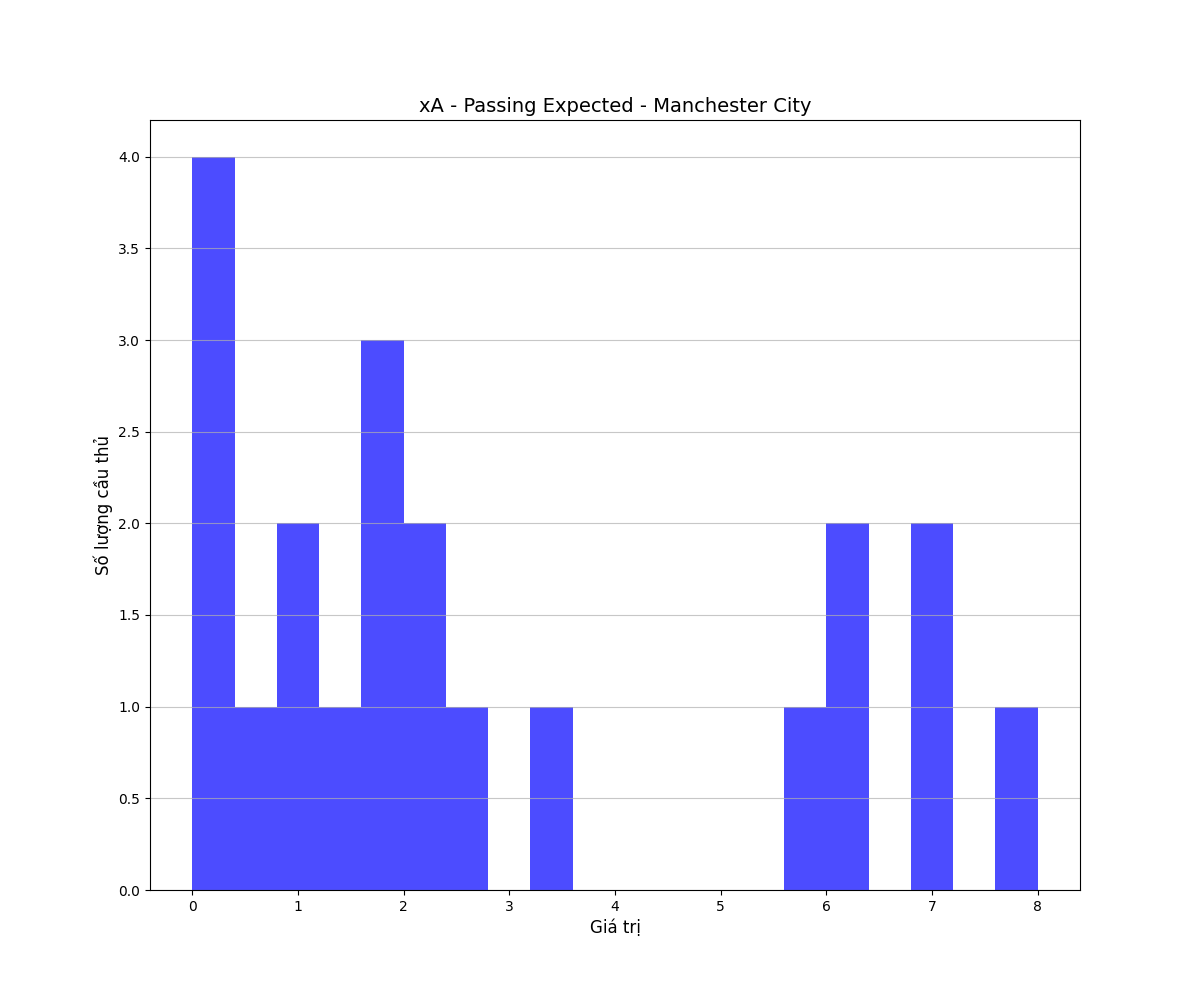 xA - Passing Expected - Manchester City
4.0
3.5
3.0
2.5
2.0
1.5
1.0
0.5
0.0
Số lượng cầu thủ
0 1 2 3 4 5 6 7 8
Giá trị